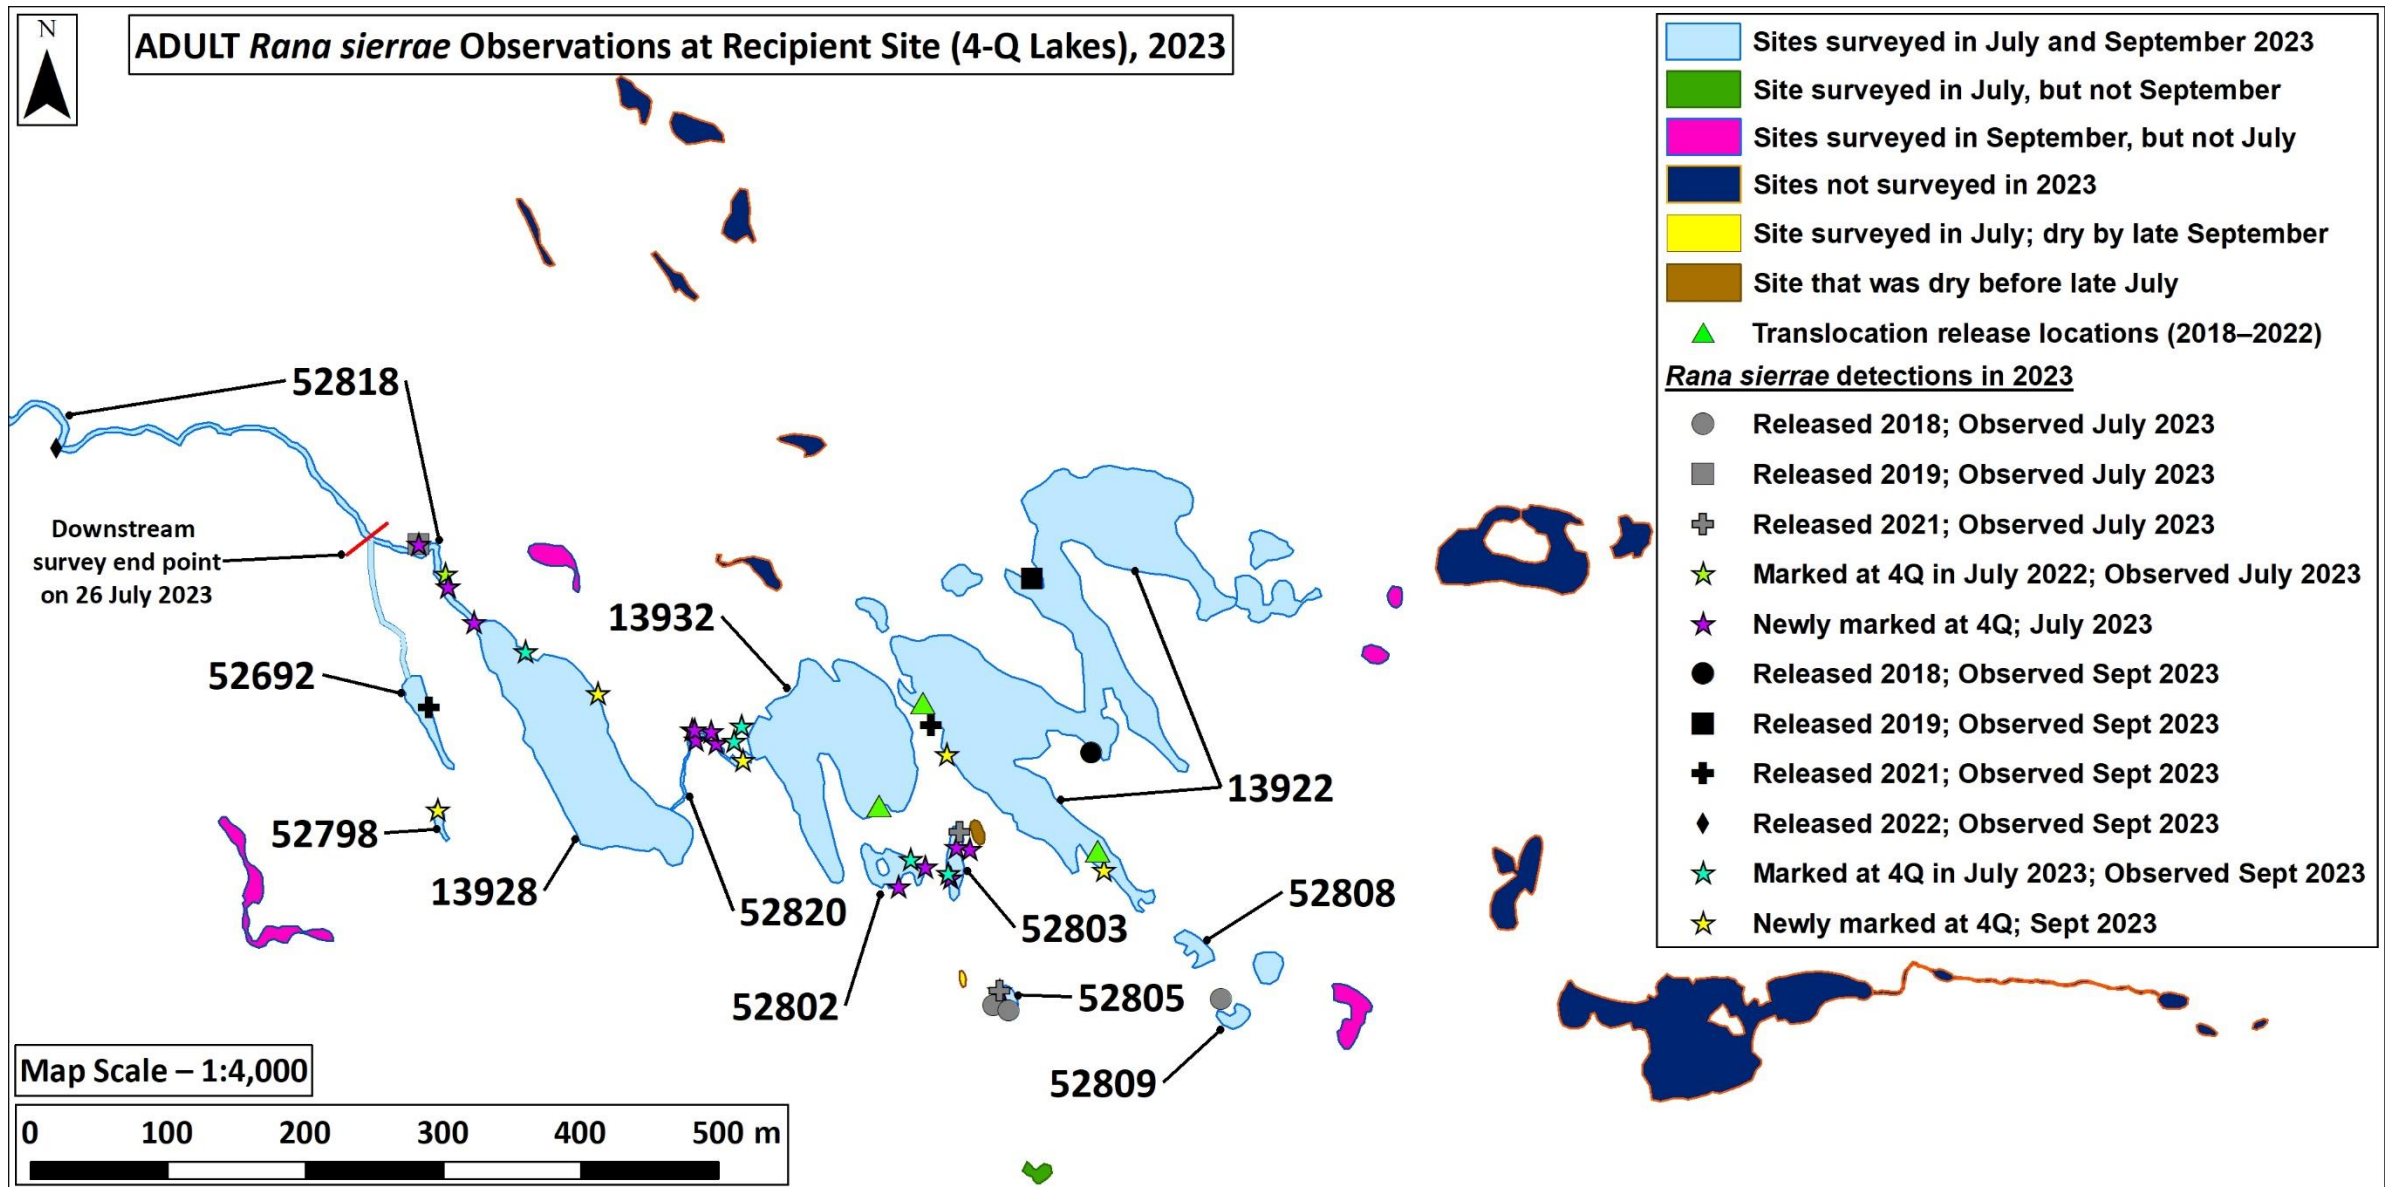 N
ADULT Rana sierrae Observations at Recipient Site (4-Q Lakes), 2023
Sites surveyed in July and September 2023
Site surveyed in July, but not September
Sites surveyed in September, but not July
Sites not surveyed in 2023
Site surveyed in July; dry by late September
Site that was dry before late July
Translocation release locations (2018–2022)
Rana sierrae detections in 2023
Released 2018; Observed July 2023
Released 2019; Observed July 2023
Released 2021; Observed July 2023
Marked at 4Q in July 2022; Observed July 2023
Newly marked at 4Q; July 2023
Released 2018; Observed Sept 2023
Released 2019; Observed Sept 2023
Released 2021; Observed Sept 2023
Released 2022; Observed Sept 2023
Marked at 4Q in July 2023; Observed Sept 2023
Newly marked at 4Q; Sept 2023
52818
Downstream
survey end point
on 26 July 2023
13932
52692
13922
52798
13928
52820
52803
52808
52802
52805
52809
Map Scale – 1:4,000
0 100 200 300 400 500 m